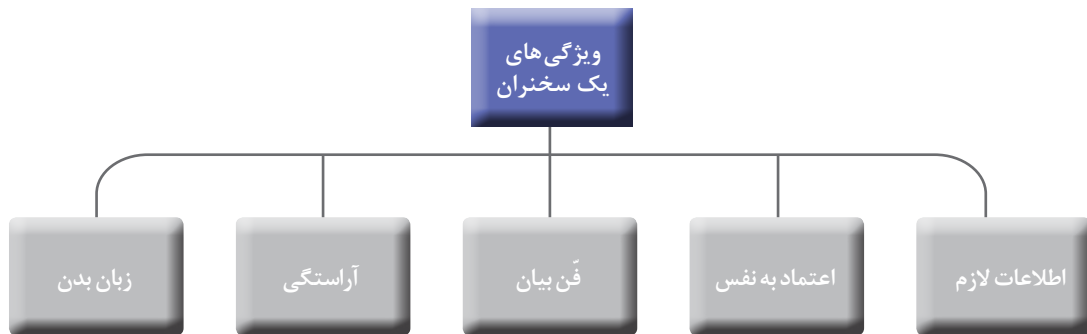 ویژگی‌های
یک سخنران
اطلاعات لازم
اعتماد به نفس
فّن بیان
آراستگی
زبان بدن